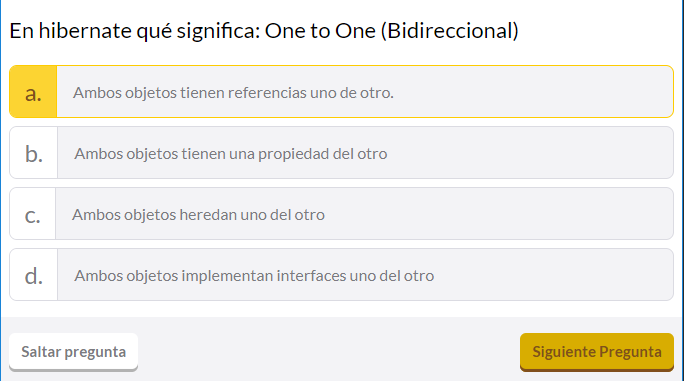 En hibernate qué significa: One to One (Bidireccional)
a. Ambos objetos tienen referencias uno de otro.
b. Ambos objetos tienen una propiedad del otro
c. Ambos objetos heredan uno del otro
d. Ambos objetos implementan interfaces uno del otro
Saltar pregunta Siguiente Pregunta